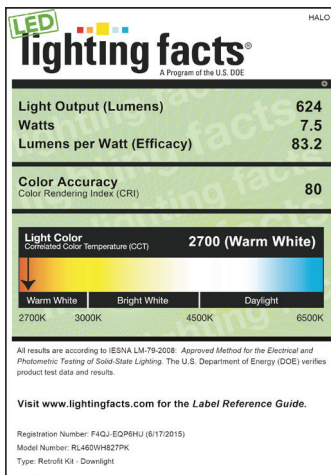 LED
HALO
lighting facts®
A Program of the U.S. DOE
Light Output (Lumens) 624
Watts 7.5
Lumens per Watt (Efficacy) 83.2
Color Accuracy
Color Rendering Index (CRI) 80
Light Color
Correlated Color Temperature (CCT) 2700 (Warm White)
Warm White Bright White Daylight
2700K 3000K 4500K 6500K
All results are according to IESNA LM-79-2008: Approved Method for the Electrical and
Photometric Testing of Solid-State Lighting. The U.S. Department of Energy (DOE) verifies
product test data and results.
Visit www.lightingfacts.com for the Label Reference Guide.
Registration Number: F4QJ-EQP6HU (6/17/2015)
Model Number: RL460WH827PK
Type: Retrofit Kit - Downlight